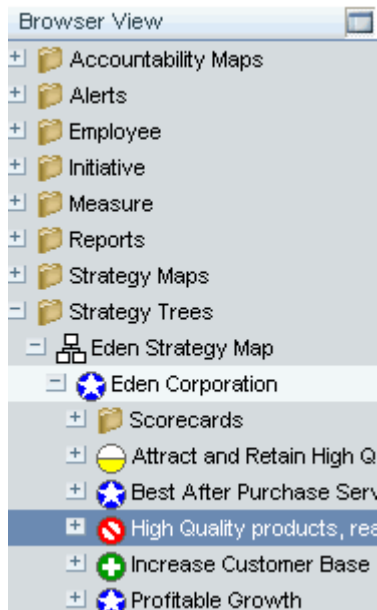 Browser View
Accountability Maps
Alerts
Employee
Initiative
Measure
Reports
Strategy Maps
Strategy Trees
Eden Strategy Map
Eden Corporation
Scorecards
Attract and Retain High Q
Best After Purchase Serv
High Quality products, rea
Increase Customer Base
Profitable Growth